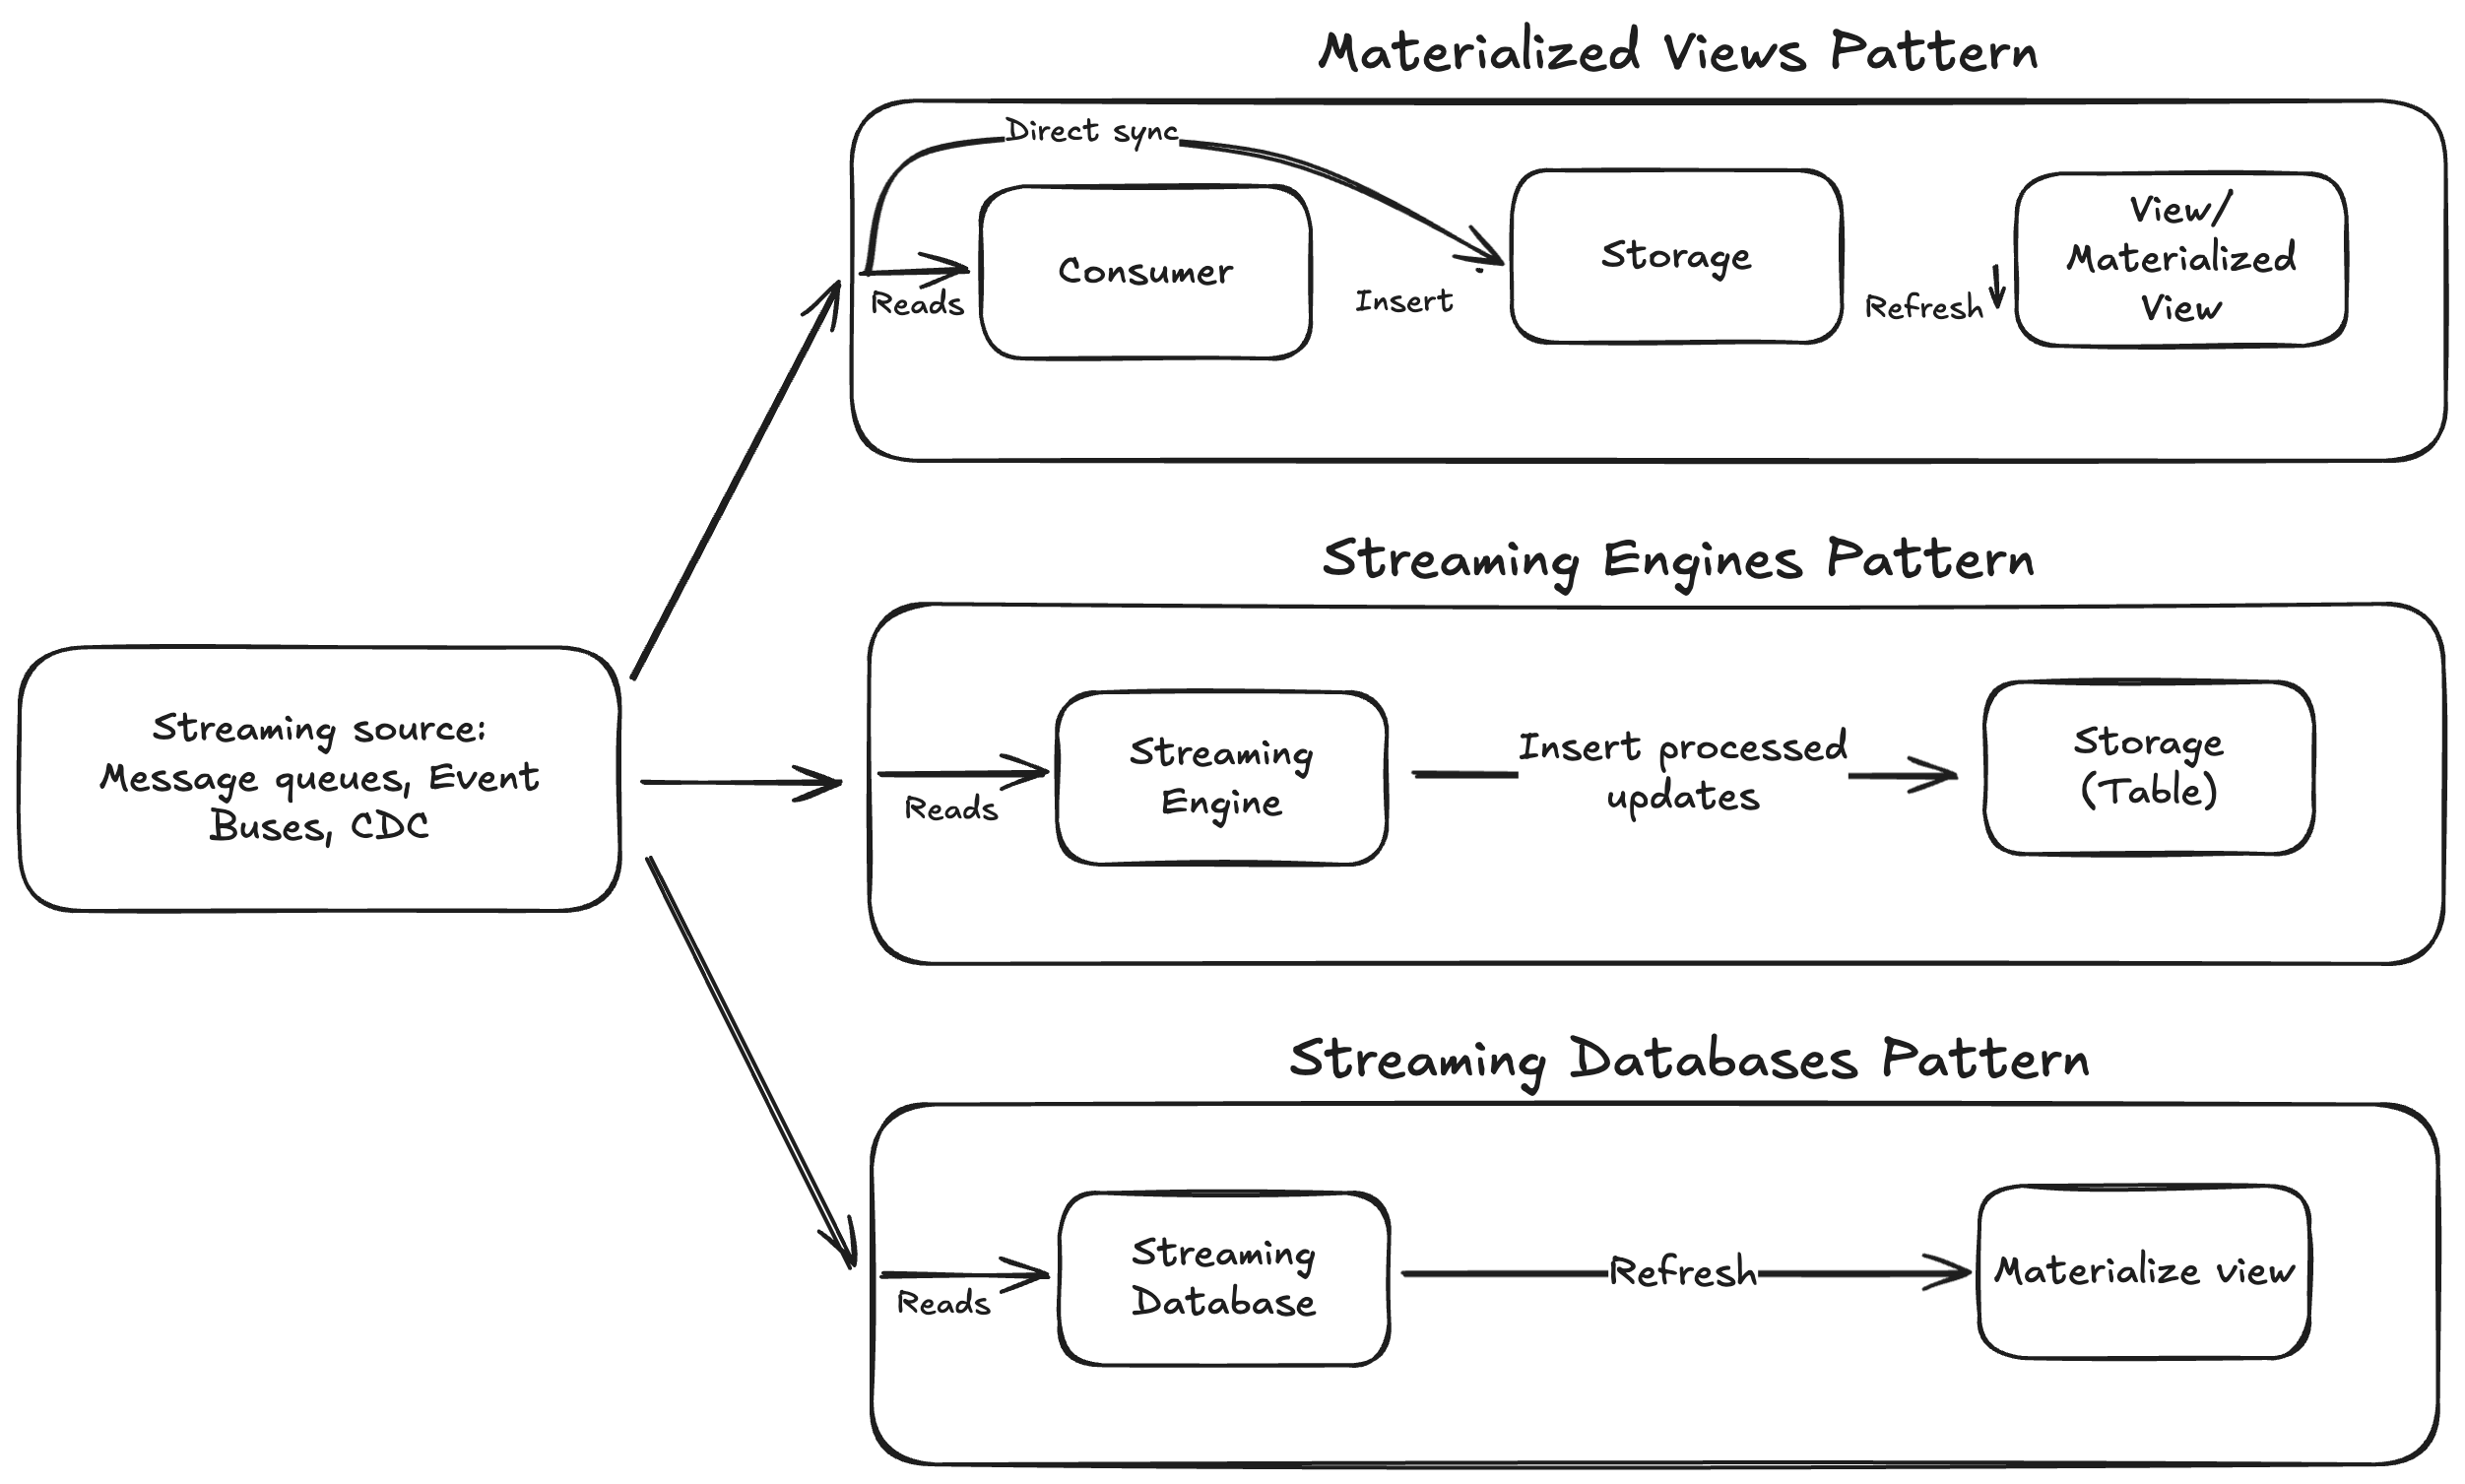 Materialized Views Pattern
Direct sync
Consumer
Reads
Insert
Storage
Refresh
View/
Materialized
View
Streaming Engines Pattern
Streaming source:
Message queues, Event
Buses, CDC
Reads
Streaming
Engine
Insert processed
updates
Storage
(Table)
Streaming Databases Pattern
Reads
Streaming
Database
Refresh
Materialize view